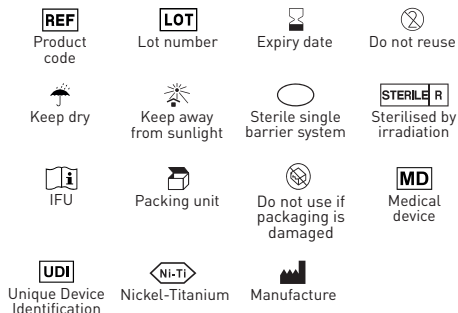 REF LOT
Product code Lot number Expiry date Do not reuse
STERILE R
Keep dry Keep away from sunlight Sterile single barrier system Sterilised by irradiation
i MD
IFU Packing unit Do not use if packaging is damaged Medical device
UDI Ni-Ti
Unique Device Identification Nickel-Titanium Manufacture